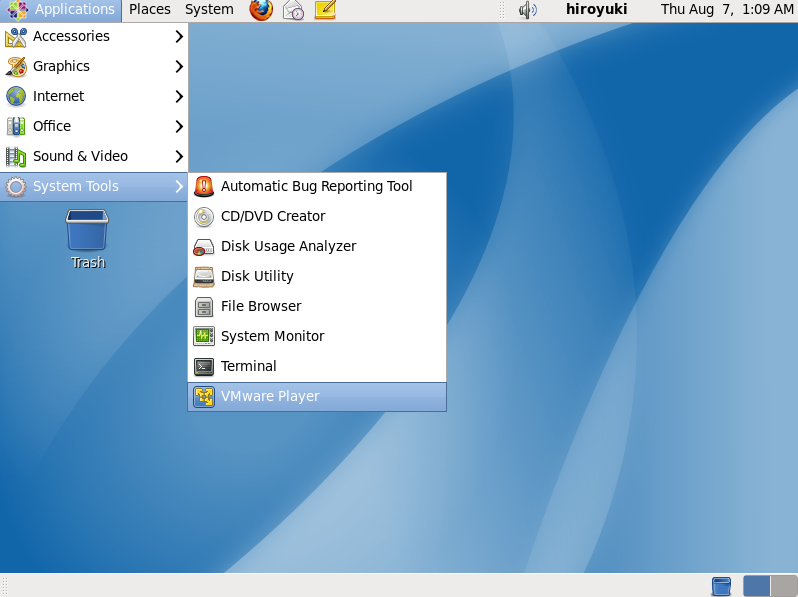 Applications Places System hiroyuki Thu Aug 7, 1:09 AM
Accessories
Graphics
Internet
Office
Sound & Video
System Tools
Automatic Bug Reporting Tool
CD/DVD Creator
Disk Usage Analyzer
Disk Utility
File Browser
System Monitor
Terminal
VMware Player
Trash